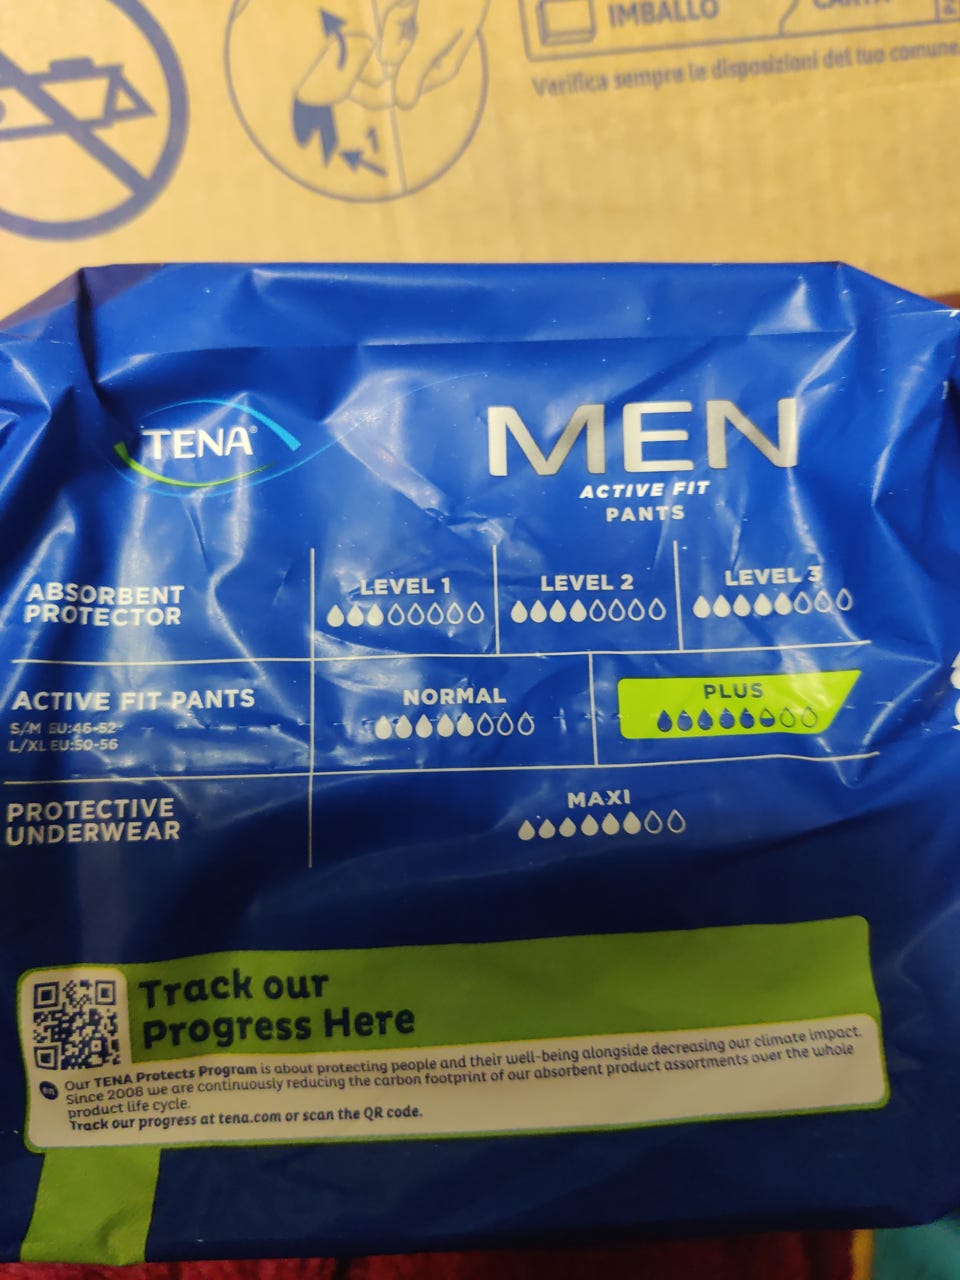 IMBALLO
CARTA
Verifica sempre le disposizioni del tuo comune.
1
TENA®
MEN
ACTIVE FIT
PANTS
ABSORBENT
PROTECTOR
LEVEL 1
LEVEL 2
LEVEL 3
ACTIVE FIT PANTS
S/M EU:46-52
L/XL EU:50-56
NORMAL
PLUS
PROTECTIVE
UNDERWEAR
MAXI
Track our
Progress Here
en Our TENA Protects Program is about protecting people and their well-being alongside decreasing our climate impact.
Since 2008 we are continuously reducing the carbon footprint of our absorbent product assortments over the whole
product life cycle.
Track our progress at tena.com or scan the QR code.